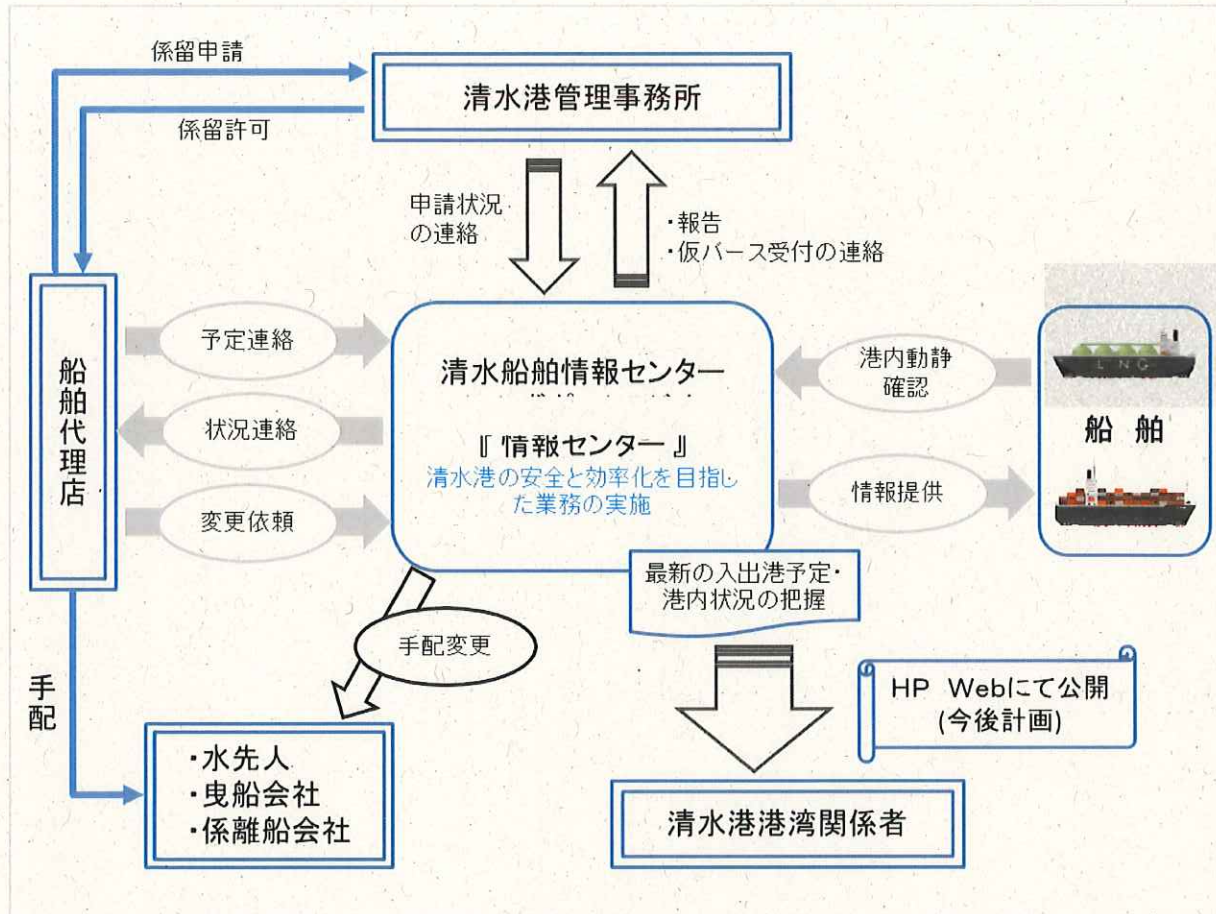 係留申請
清水港管理事務所
係留許可
申請状況
の連絡
・報告
・仮バース受付の連絡
船舶代理店
予定連絡
状況連絡
変更依頼
清水船舶情報センター
『 情報センター 』
清水港の安全と効率化を目指し
た業務の実施
港内動静
確認
LNG
船 舶
情報提供
最新の入出港予定・
港内状況の把握
手配変更
手配
HP Webにて公開
(今後計画)
・水先人
・曳船会社
・係離船会社
清水港港湾関係者